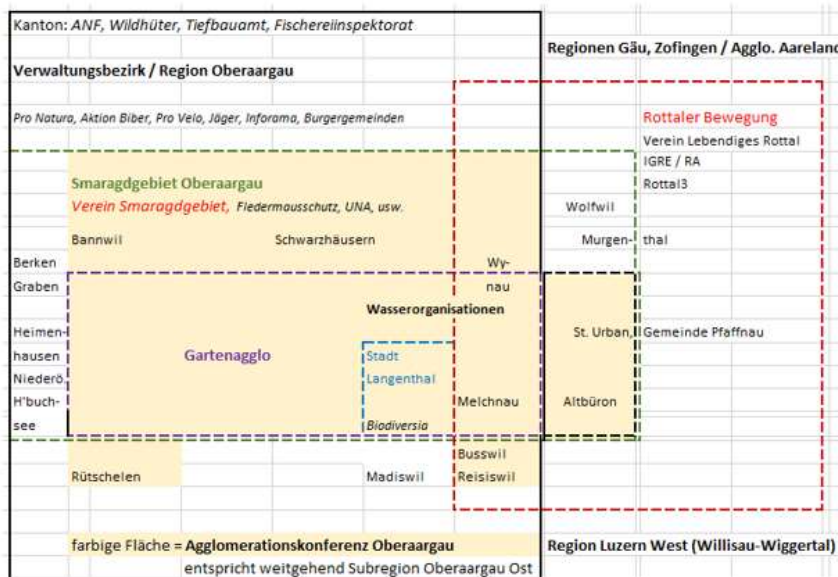 Kanton: ANF, Wildhüter, Tiefbauamt, Fischereiinspektorat
Regionen Gäu, Zofingen / Agglo. Aareland
Verwaltungsbezirk / Region Oberaargau
Pro Natura, Aktion Biber, Pro Velo, Jäger, Inforama, Burgergemeinden
Rottaler Bewegung
Verein Lebendiges Rottal
IGRE / RA
Smaragdgebiet Oberaargau
Rottal3
Verein Smaragdgebiet, Fledermausschutz, UNA, usw.
Wolfwil
Bannwil Schwarzhäusern Murgen- thal
Berken Wy-
Graben nau
Wasserorganisationen
Heimen- St. Urban, Gemeinde Pfaffnau
hausen Gartenagglo Stadt
Niederö. Langenthal
H'buch- Melchnau Altbüron
see Biodiversia
Busswil
Rütschelen Madiswil Reisiswil
farbige Fläche = Agglomerationskonferenz Oberaargau Region Luzern West (Willisau-Wiggertal)
entspricht weitgehend Subregion Oberaargau Ost